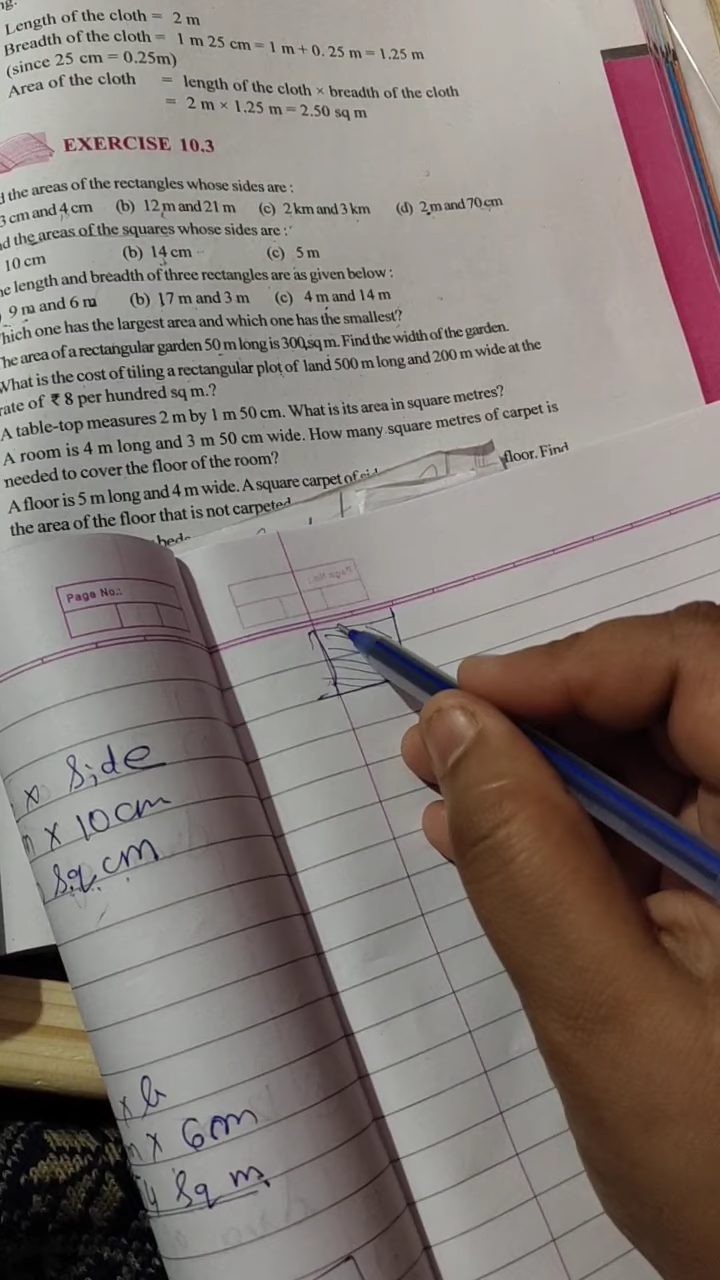 Length of the cloth = 2 m
Breadth of the cloth = 1 m 25 cm = 1 m + 0. 25 m = 1.25 m
(since 25 cm = 0.25m)
Area of the cloth = length of the cloth × breadth of the cloth
= 2 m × 1.25 m = 2.50 sq m
EXERCISE 10.3
the areas of the rectangles whose sides are :
3 cm and 4 cm (b) 12 m and 21 m (c) 2 km and 3 km (d) 2 m and 70 cm
the areas of the squares whose sides are :
10 cm (b) 14 cm (c) 5 m
length and breadth of three rectangles are as given below :
9 m and 6 m (b) 17 m and 3 m (c) 4 m and 14 m
which one has the largest area and which one has the smallest?
The area of a rectangular garden 50 m long is 300 sq m. Find the width of the garden.
What is the cost of tiling a rectangular plot of land 500 m long and 200 m wide at the
rate of ₹ 8 per hundred sq m.?
A table-top measures 2 m by 1 m 50 cm. What is its area in square metres?
A room is 4 m long and 3 m 50 cm wide. How many square metres of carpet is
needed to cover the floor of the room?
A floor is 5 m long and 4 m wide. A square carpet of floor. Find
the area of the floor that is not carpeted
Page No.:
x Side
x 10 cm
Sq. cm
x b
x 6m
Sq m